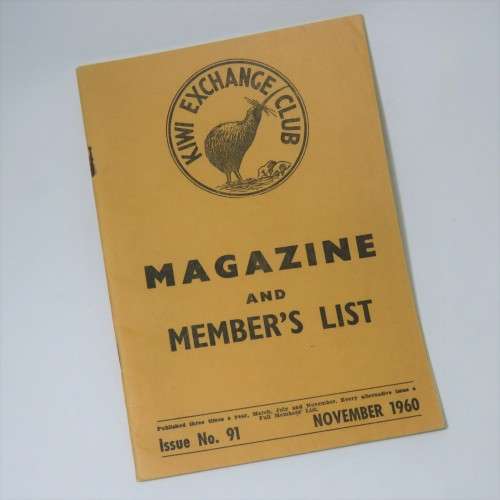 KIWI EXCHANGE CLUB
MAGAZINE
AND
MEMBER'S LIST
Published three times a year, March, July and November. Every alternative issue a
Full Members' List.
Issue No. 91
NOVEMBER 1960